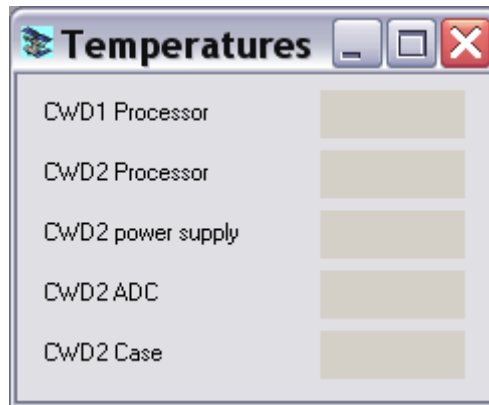 Temperatures
CWD1 Processor
CWD2 Processor
CWD2 power supply
CWD2 ADC
CWD2 Case